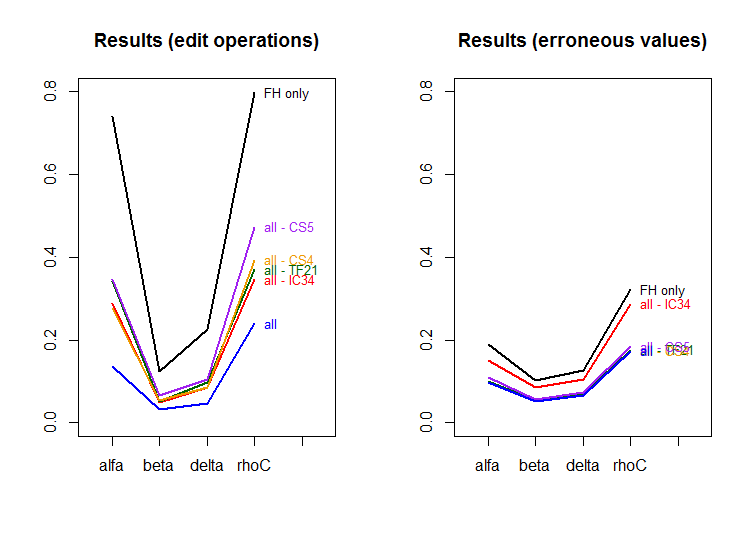 Results (edit operations)
0.8
0.6
0.4
0.2
0.0
FH only
all - CS5
all - CS4
all - TF21
all - IC34
all
alfa beta delta rhoC
Results (erroneous values)
0.8
0.6
0.4
0.2
0.0
FH only
all - IC34
all - CS5
alfa beta delta rhoC